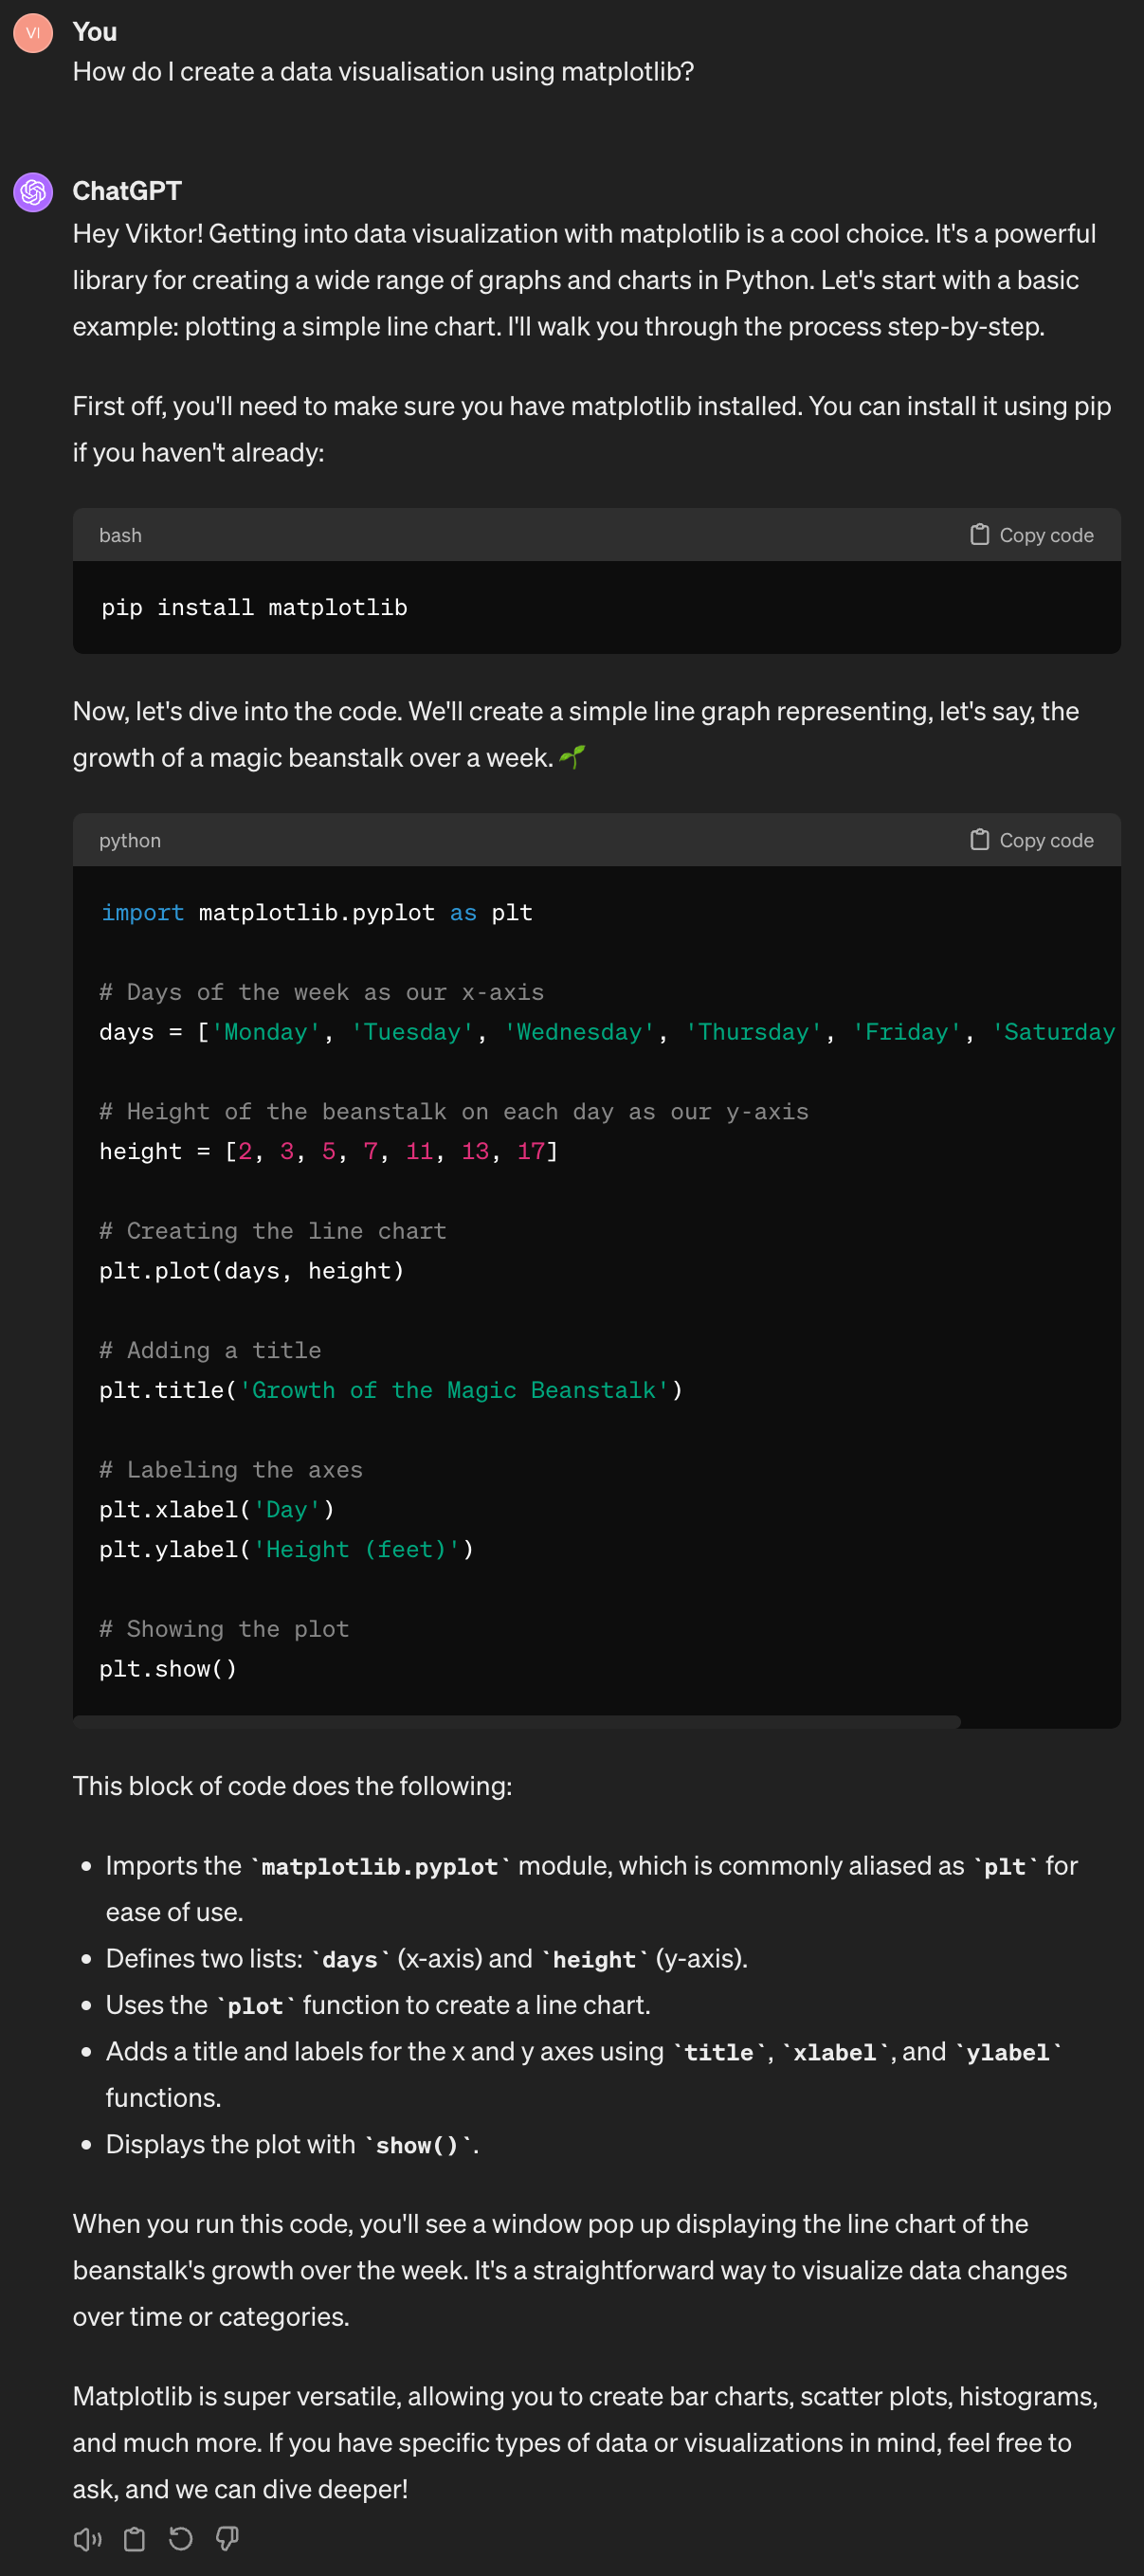 VI
You
How do I create a data visualisation using matplotlib?
ChatGPT
Hey Viktor! Getting into data visualization with matplotlib is a cool choice. It's a powerful
library for creating a wide range of graphs and charts in Python. Let's start with a basic
example: plotting a simple line chart. I'll walk you through the process step-by-step.
First off, you'll need to make sure you have matplotlib installed. You can install it using pip
if you haven't already:
bash Copy code
pip install matplotlib
Now, let's dive into the code. We'll create a simple line graph representing, let's say, the
growth of a magic beanstalk over a week. 🌱
python Copy code
import matplotlib.pyplot as plt
# Days of the week as our x-axis
days = ['Monday', 'Tuesday', 'Wednesday', 'Thursday', 'Friday', 'Saturday
# Height of the beanstalk on each day as our y-axis
height = [2, 3, 5, 7, 11, 13, 17]
# Creating the line chart
plt.plot(days, height)
# Adding a title
plt.title('Growth of the Magic Beanstalk')
# Labeling the axes
plt.xlabel('Day')
plt.ylabel('Height (feet)')
# Showing the plot
plt.show()
This block of code does the following:
• Imports the `matplotlib.pyplot` module, which is commonly aliased as `plt` for
ease of use.
• Defines two lists: `days` (x-axis) and `height` (y-axis).
• Uses the `plot` function to create a line chart.
• Adds a title and labels for the x and y axes using `title`, `xlabel`, and `ylabel`
functions.
• Displays the plot with `show()`.
When you run this code, you'll see a window pop up displaying the line chart of the
beanstalk's growth over the week. It's a straightforward way to visualize data changes
over time or categories.
Matplotlib is super versatile, allowing you to create bar charts, scatter plots, histograms,
and much more. If you have specific types of data or visualizations in mind, feel free to
ask, and we can dive deeper!